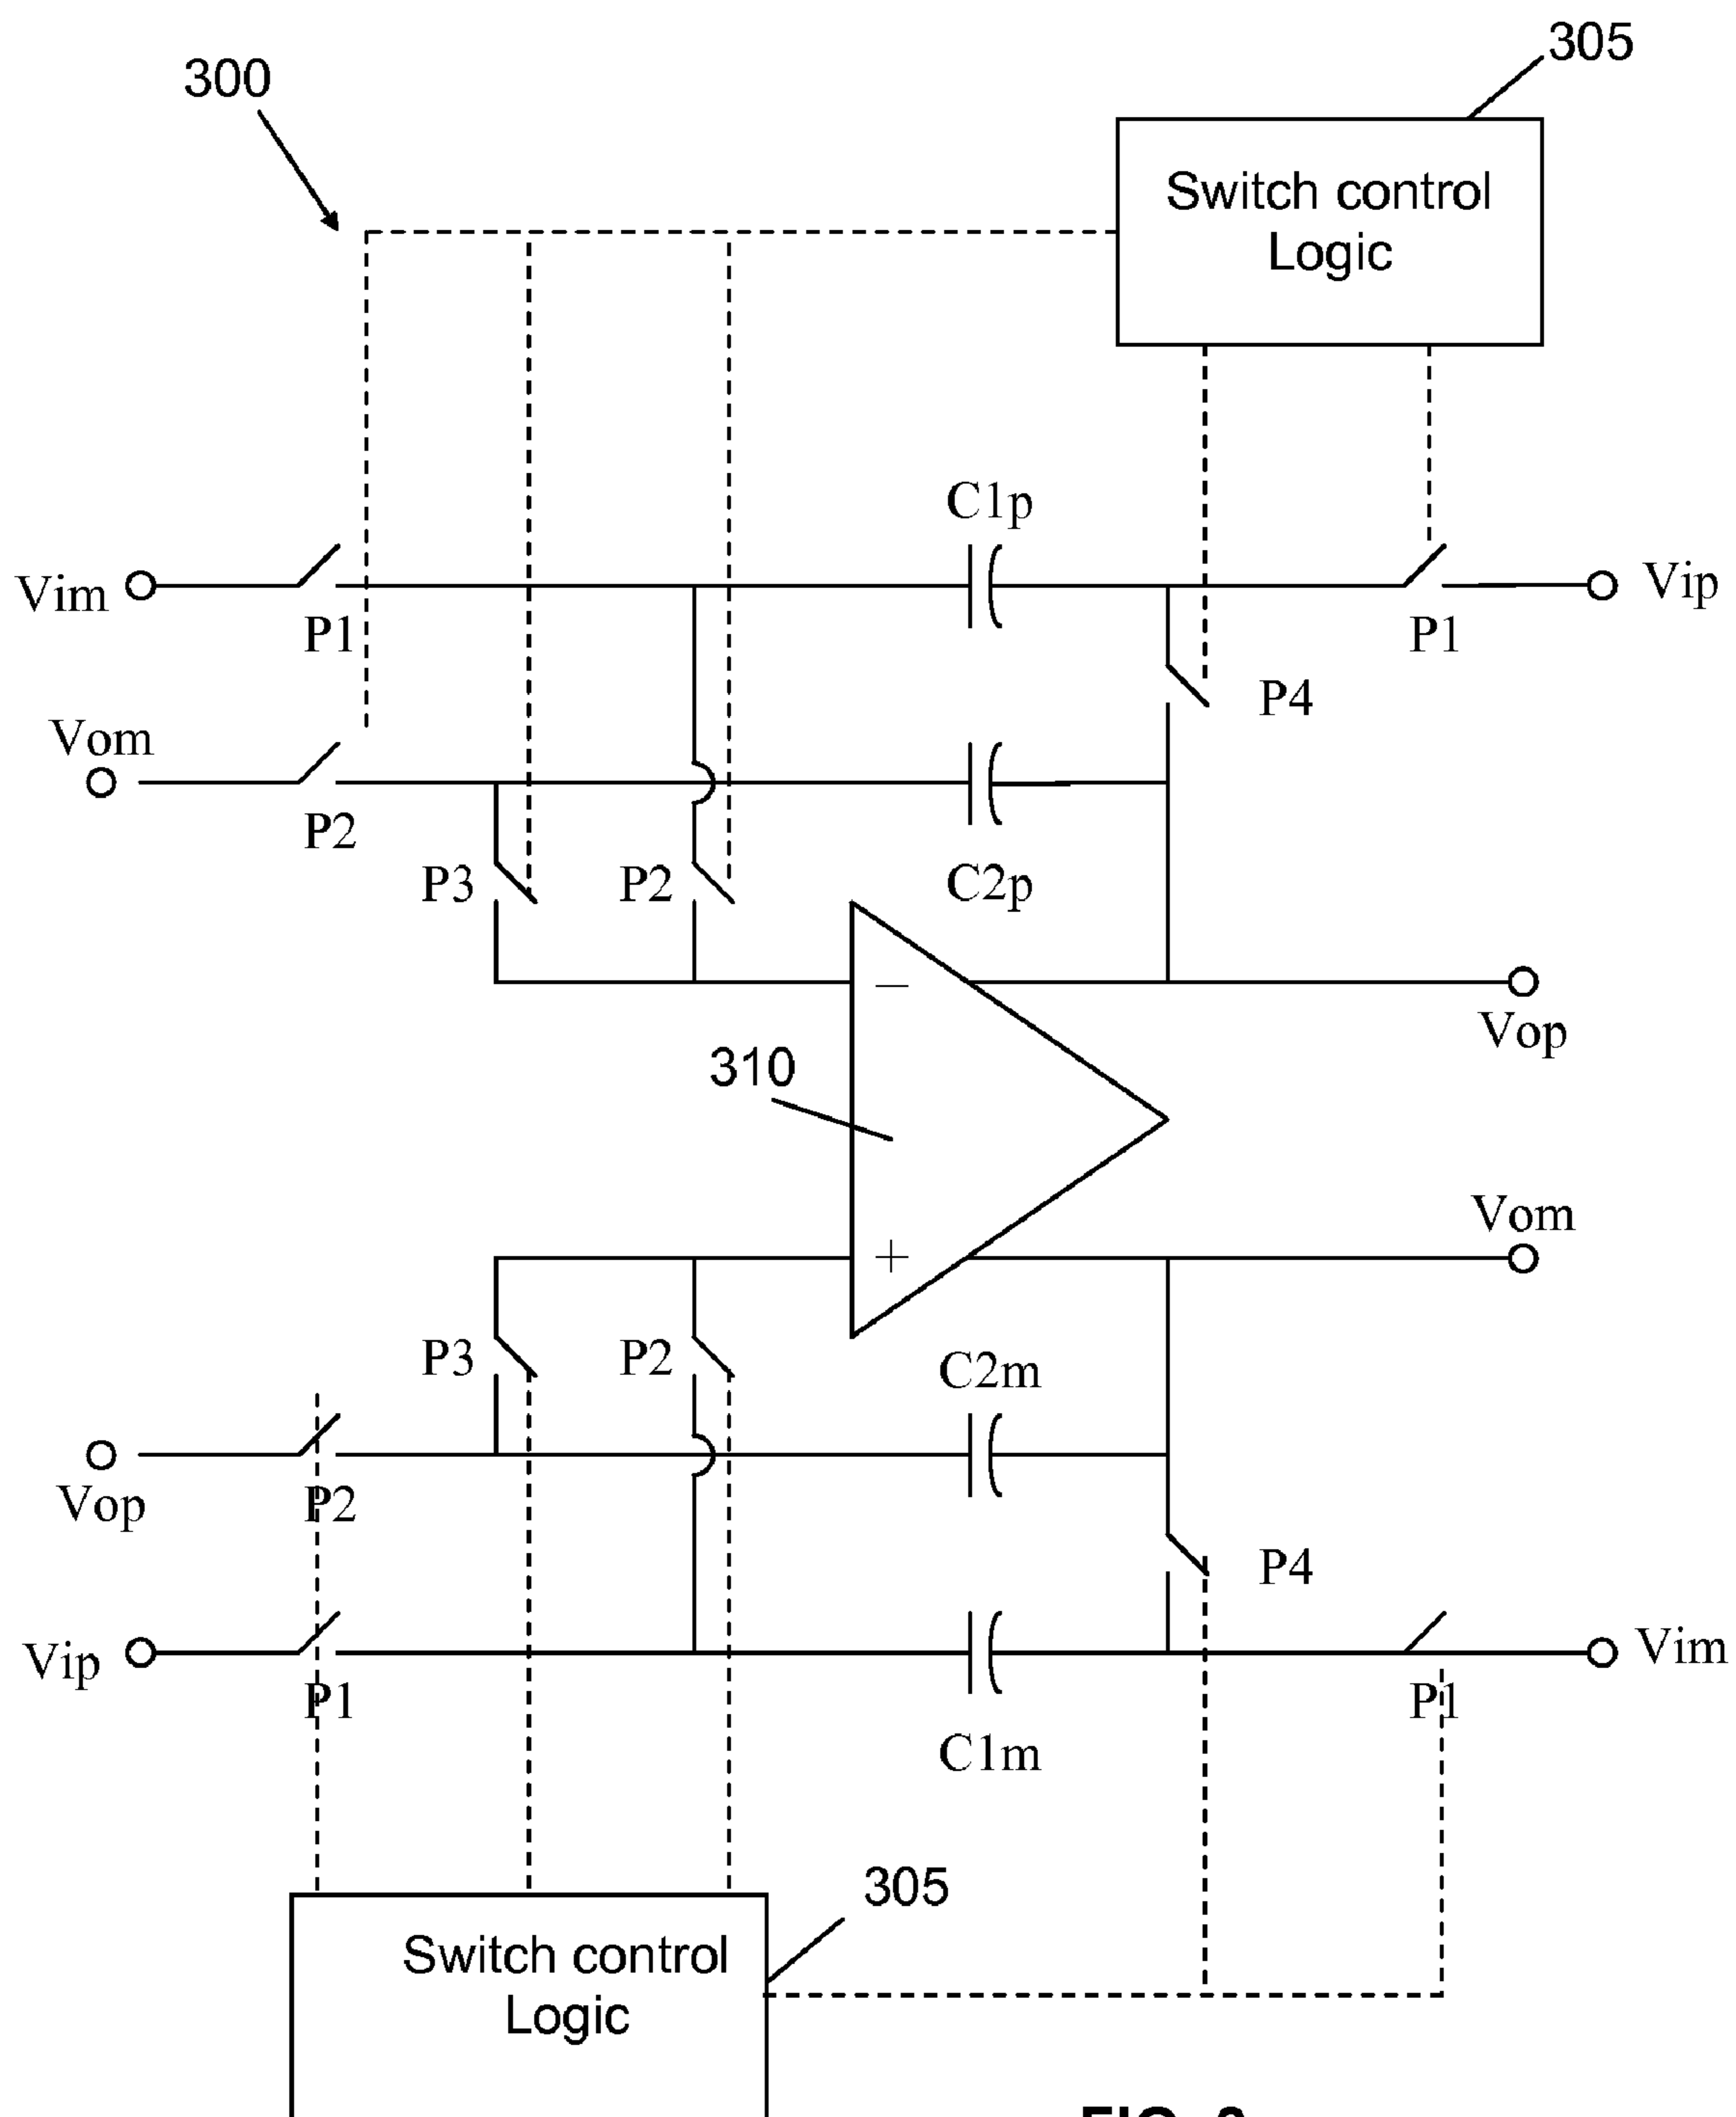 305
300
Switch control
Logic
C1p
Vim
Vip
P1
P1
P4
Vom
P2
P3
P2
C2p
−
Vop
310
Vom
+
P3
P2
C2m
Vop
P2
P4
Vip
Vim
P1
P1
C1m
305
Switch control
Logic